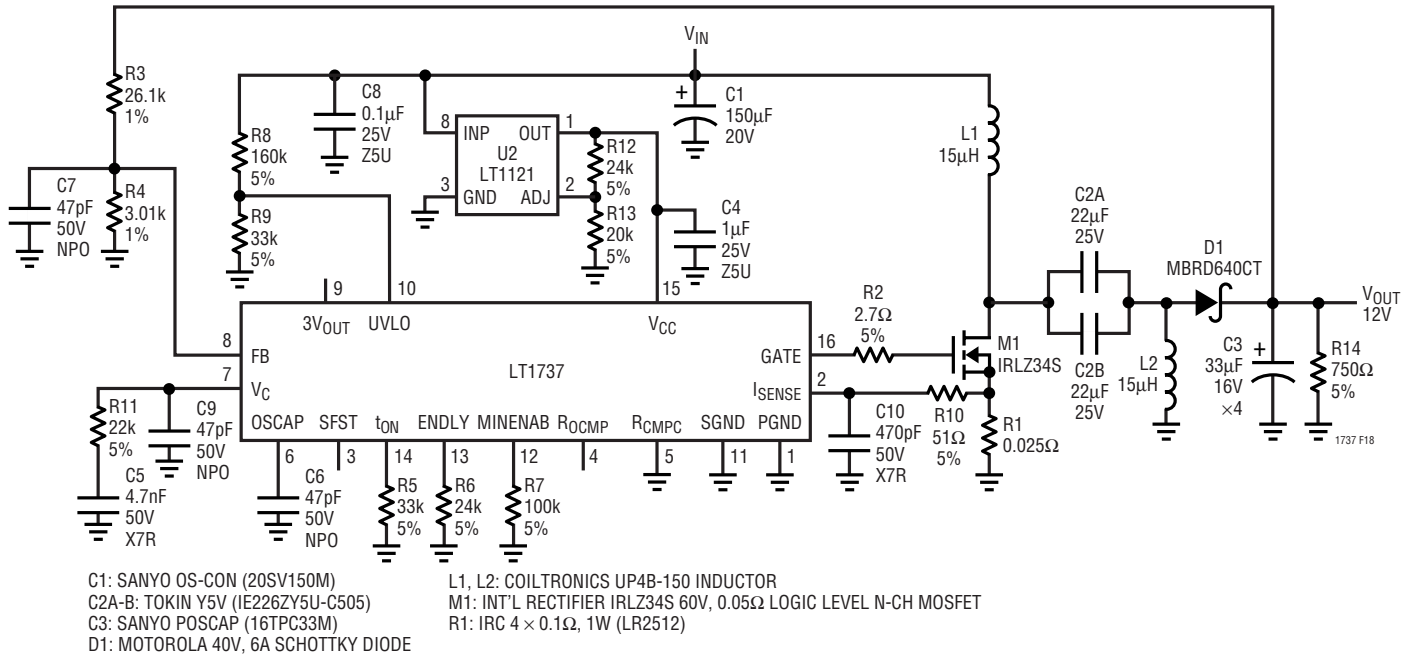 V_IN
R3
26.1k
1%
C8
0.1µF
25V
Z5U
+
C1
150µF
20V
R8
160k
5%
8
INP
OUT
1
U2
LT1121
3
GND
ADJ
2
R12
24k
5%
L1
15µH
C7
47pF
50V
NPO
R4
3.01k
1%
R9
33k
5%
R13
20k
5%
C4
1µF
25V
Z5U
C2A
22µF
25V
D1
MBRD640CT
9
10
15
3V_OUT
UVLO
V_CC
R2
2.7Ω
5%
V_OUT
12V
8
FB
GATE
16
M1
IRLZ34S
C2B
22µF
25V
L2
15µH
+
C3
33µF
16V
×4
R14
750Ω
5%
7
V_C
LT1737
I_SENSE
2
R11
22k
5%
C9
47pF
50V
NPO
OSCAP
SFST
t_ON
ENDLY
MINENAB
R_OCMP
R_CMPC
SGND
PGND
C10
470pF
50V
X7R
R10
51Ω
5%
R1
0.025Ω
1737 F18
6
3
14
13
12
4
5
11
1
C5
4.7nF
50V
X7R
C6
47pF
50V
NPO
R5
33k
5%
R6
24k
5%
R7
100k
5%
C1: SANYO OS-CON (20SV150M)
C2A-B: TOKIN Y5V (IE226ZY5U-C505)
C3: SANYO POSCAP (16TPC33M)
D1: MOTOROLA 40V, 6A SCHOTTKY DIODE
L1, L2: COILTRONICS UP4B-150 INDUCTOR
M1: INT'L RECTIFIER IRLZ34S 60V, 0.05Ω LOGIC LEVEL N-CH MOSFET
R1: IRC 4 × 0.1Ω, 1W (LR2512)